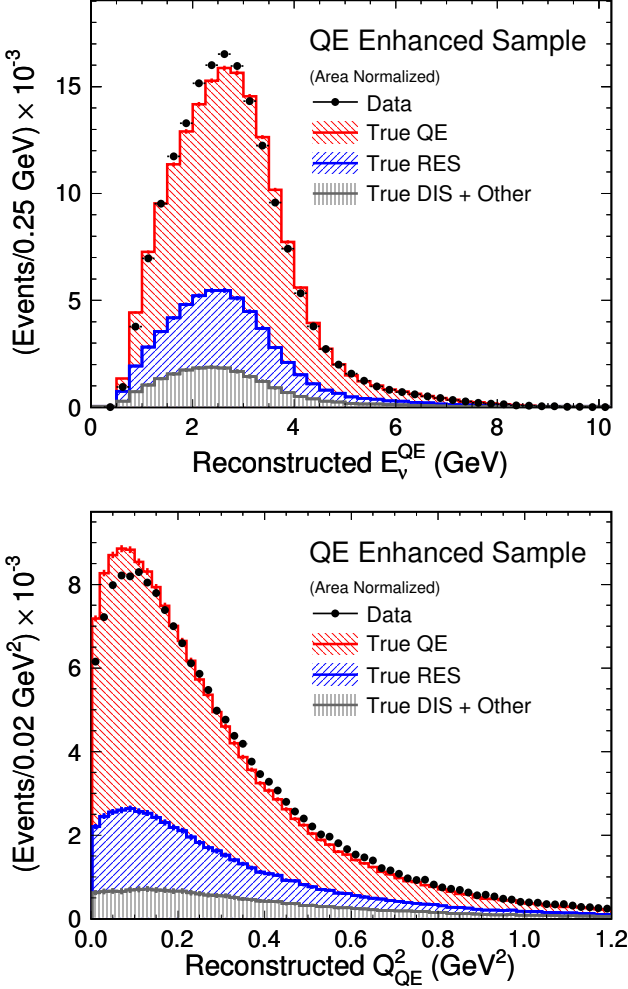 QE Enhanced Sample
(Area Normalized)
Data
True QE
True RES
True DIS + Other
(Events/0.25 GeV) × 10⁻³
15
10
5
0
0 2 4 6 8 10
Reconstructed E_ν^QE (GeV)
QE Enhanced Sample
(Area Normalized)
Data
True QE
True RES
True DIS + Other
(Events/0.02 GeV²) × 10⁻³
8
6
4
2
0
0.0 0.2 0.4 0.6 0.8 1.0 1.2
Reconstructed Q²_QE (GeV²)